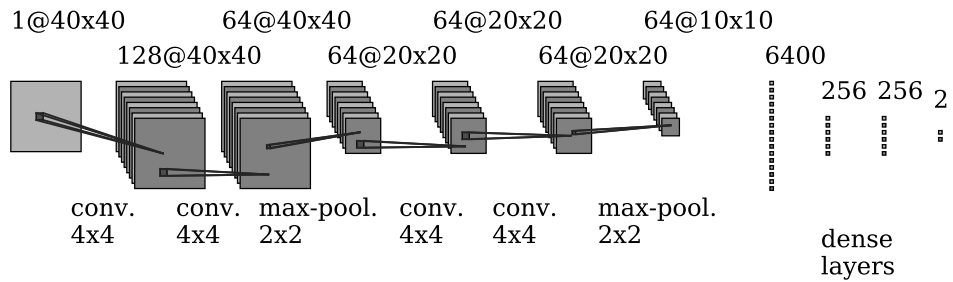 1@40x40
64@40x40
64@20x20
64@10x10
128@40x40
64@20x20
64@20x20
6400
256
256
2
conv.
4x4
conv.
4x4
max-pool.
2x2
conv.
4x4
conv.
4x4
max-pool.
2x2
dense
layers